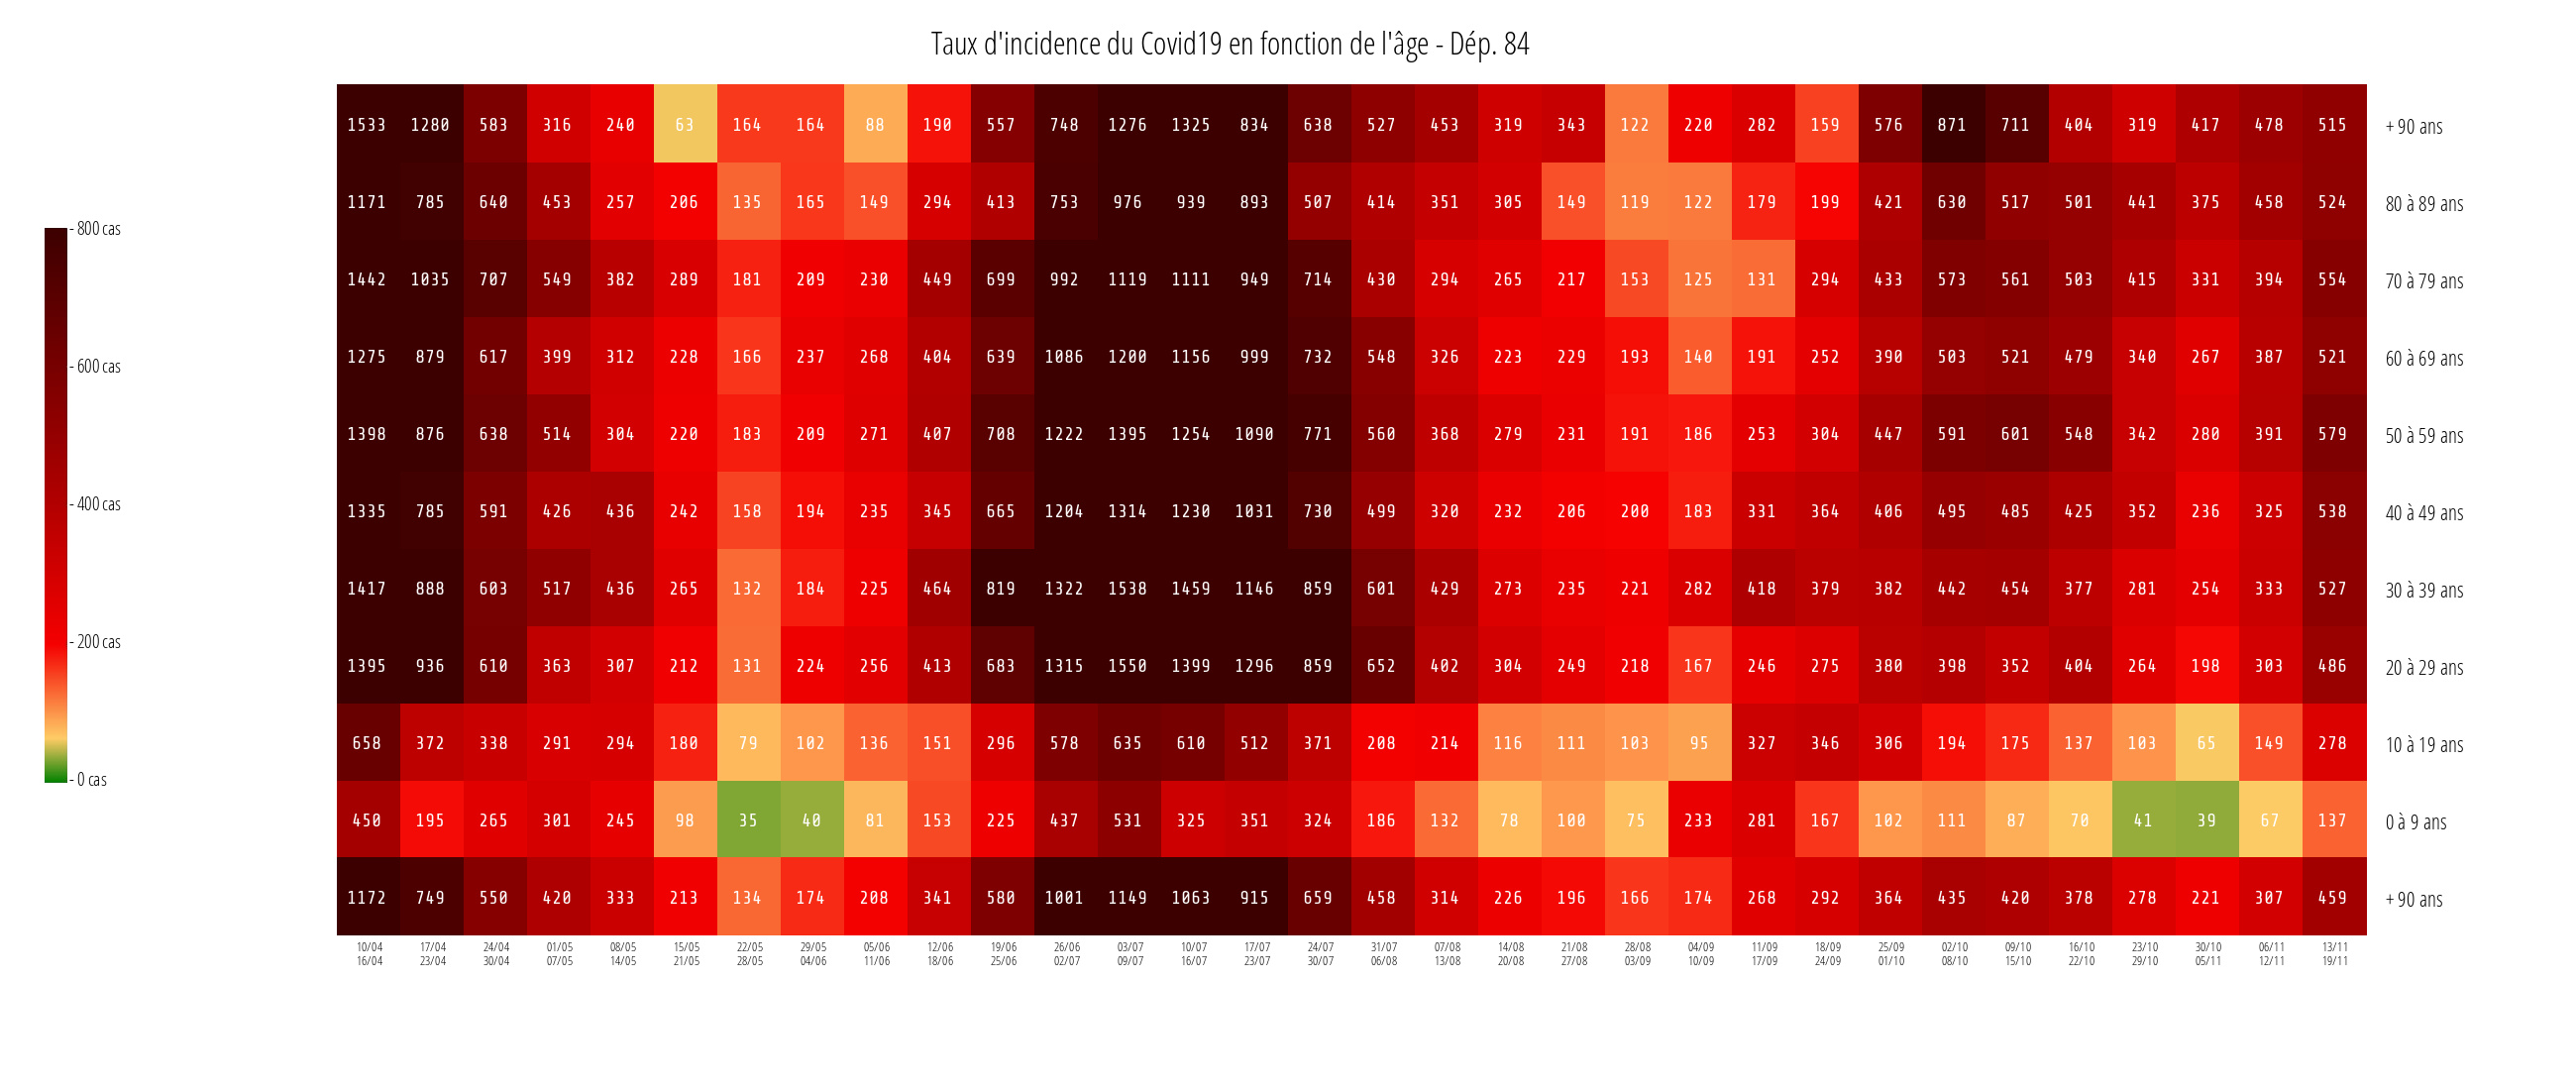 Taux d'incidence du Covid19 en fonction de l'âge - Dép. 84
- 800 cas
- 600 cas
- 400 cas
- 200 cas
- 0 cas
1533 1280 583 316 240 63 164 164 88 190 557 748 1276 1325 834 638 527 453 319 343 122 220 282 159 576 871 711 404 319 417 478 515 + 90 ans
1171 785 640 453 257 206 135 165 149 294 413 753 976 939 893 507 414 351 305 149 119 122 179 199 421 630 517 501 441 375 458 524 80 à 89 ans
1442 1035 707 549 382 289 181 209 230 449 699 992 1119 1111 949 714 430 294 265 217 153 125 131 294 433 573 561 503 415 331 394 554 70 à 79 ans
1275 879 617 399 312 228 166 237 268 404 639 1086 1200 1156 999 732 548 326 223 229 193 140 191 252 390 503 521 479 340 267 387 521 60 à 69 ans
1398 876 638 514 304 220 183 209 271 407 708 1222 1395 1254 1090 771 560 368 279 231 191 186 253 304 447 591 601 548 342 280 391 579 50 à 59 ans
1335 785 591 426 436 242 158 194 235 345 665 1204 1314 1230 1031 730 499 320 232 206 200 183 331 364 406 495 485 425 352 236 325 538 40 à 49 ans
1417 888 603 517 436 265 132 184 225 464 819 1322 1538 1459 1146 859 601 429 273 235 221 282 418 379 382 442 454 377 281 254 333 527 30 à 39 ans
1395 936 610 363 307 212 131 224 256 413 683 1315 1550 1399 1296 859 652 402 304 249 218 167 246 275 380 398 352 404 264 198 303 486 20 à 29 ans
658 372 338 291 294 180 79 102 136 151 296 578 635 610 512 371 208 214 116 111 103 95 327 346 306 194 175 137 103 65 149 278 10 à 19 ans
450 195 265 301 245 98 35 40 81 153 225 437 531 325 351 324 186 132 78 100 75 233 281 167 102 111 87 70 41 39 67 137 0 à 9 ans
1172 749 550 420 333 213 134 174 208 341 580 1001 1149 1063 915 659 458 314 226 196 166 174 268 292 364 435 420 378 278 221 307 459 + 90 ans
10/04 17/04 24/04 01/05 08/05 15/05 22/05 29/05 05/06 12/06 19/06 26/06 03/07 10/07 17/07 24/07 31/07 07/08 14/08 21/08 28/08 04/09 11/09 18/09 25/09 02/10 09/10 16/10 23/10 30/10 06/11 13/11
16/04 23/04 30/04 07/05 14/05 21/05 28/05 04/06 11/06 18/06 25/06 02/07 09/07 16/07 23/07 30/07 06/08 13/08 20/08 27/08 03/09 10/09 17/09 24/09 01/10 08/10 15/10 22/10 29/10 05/11 12/11 19/11